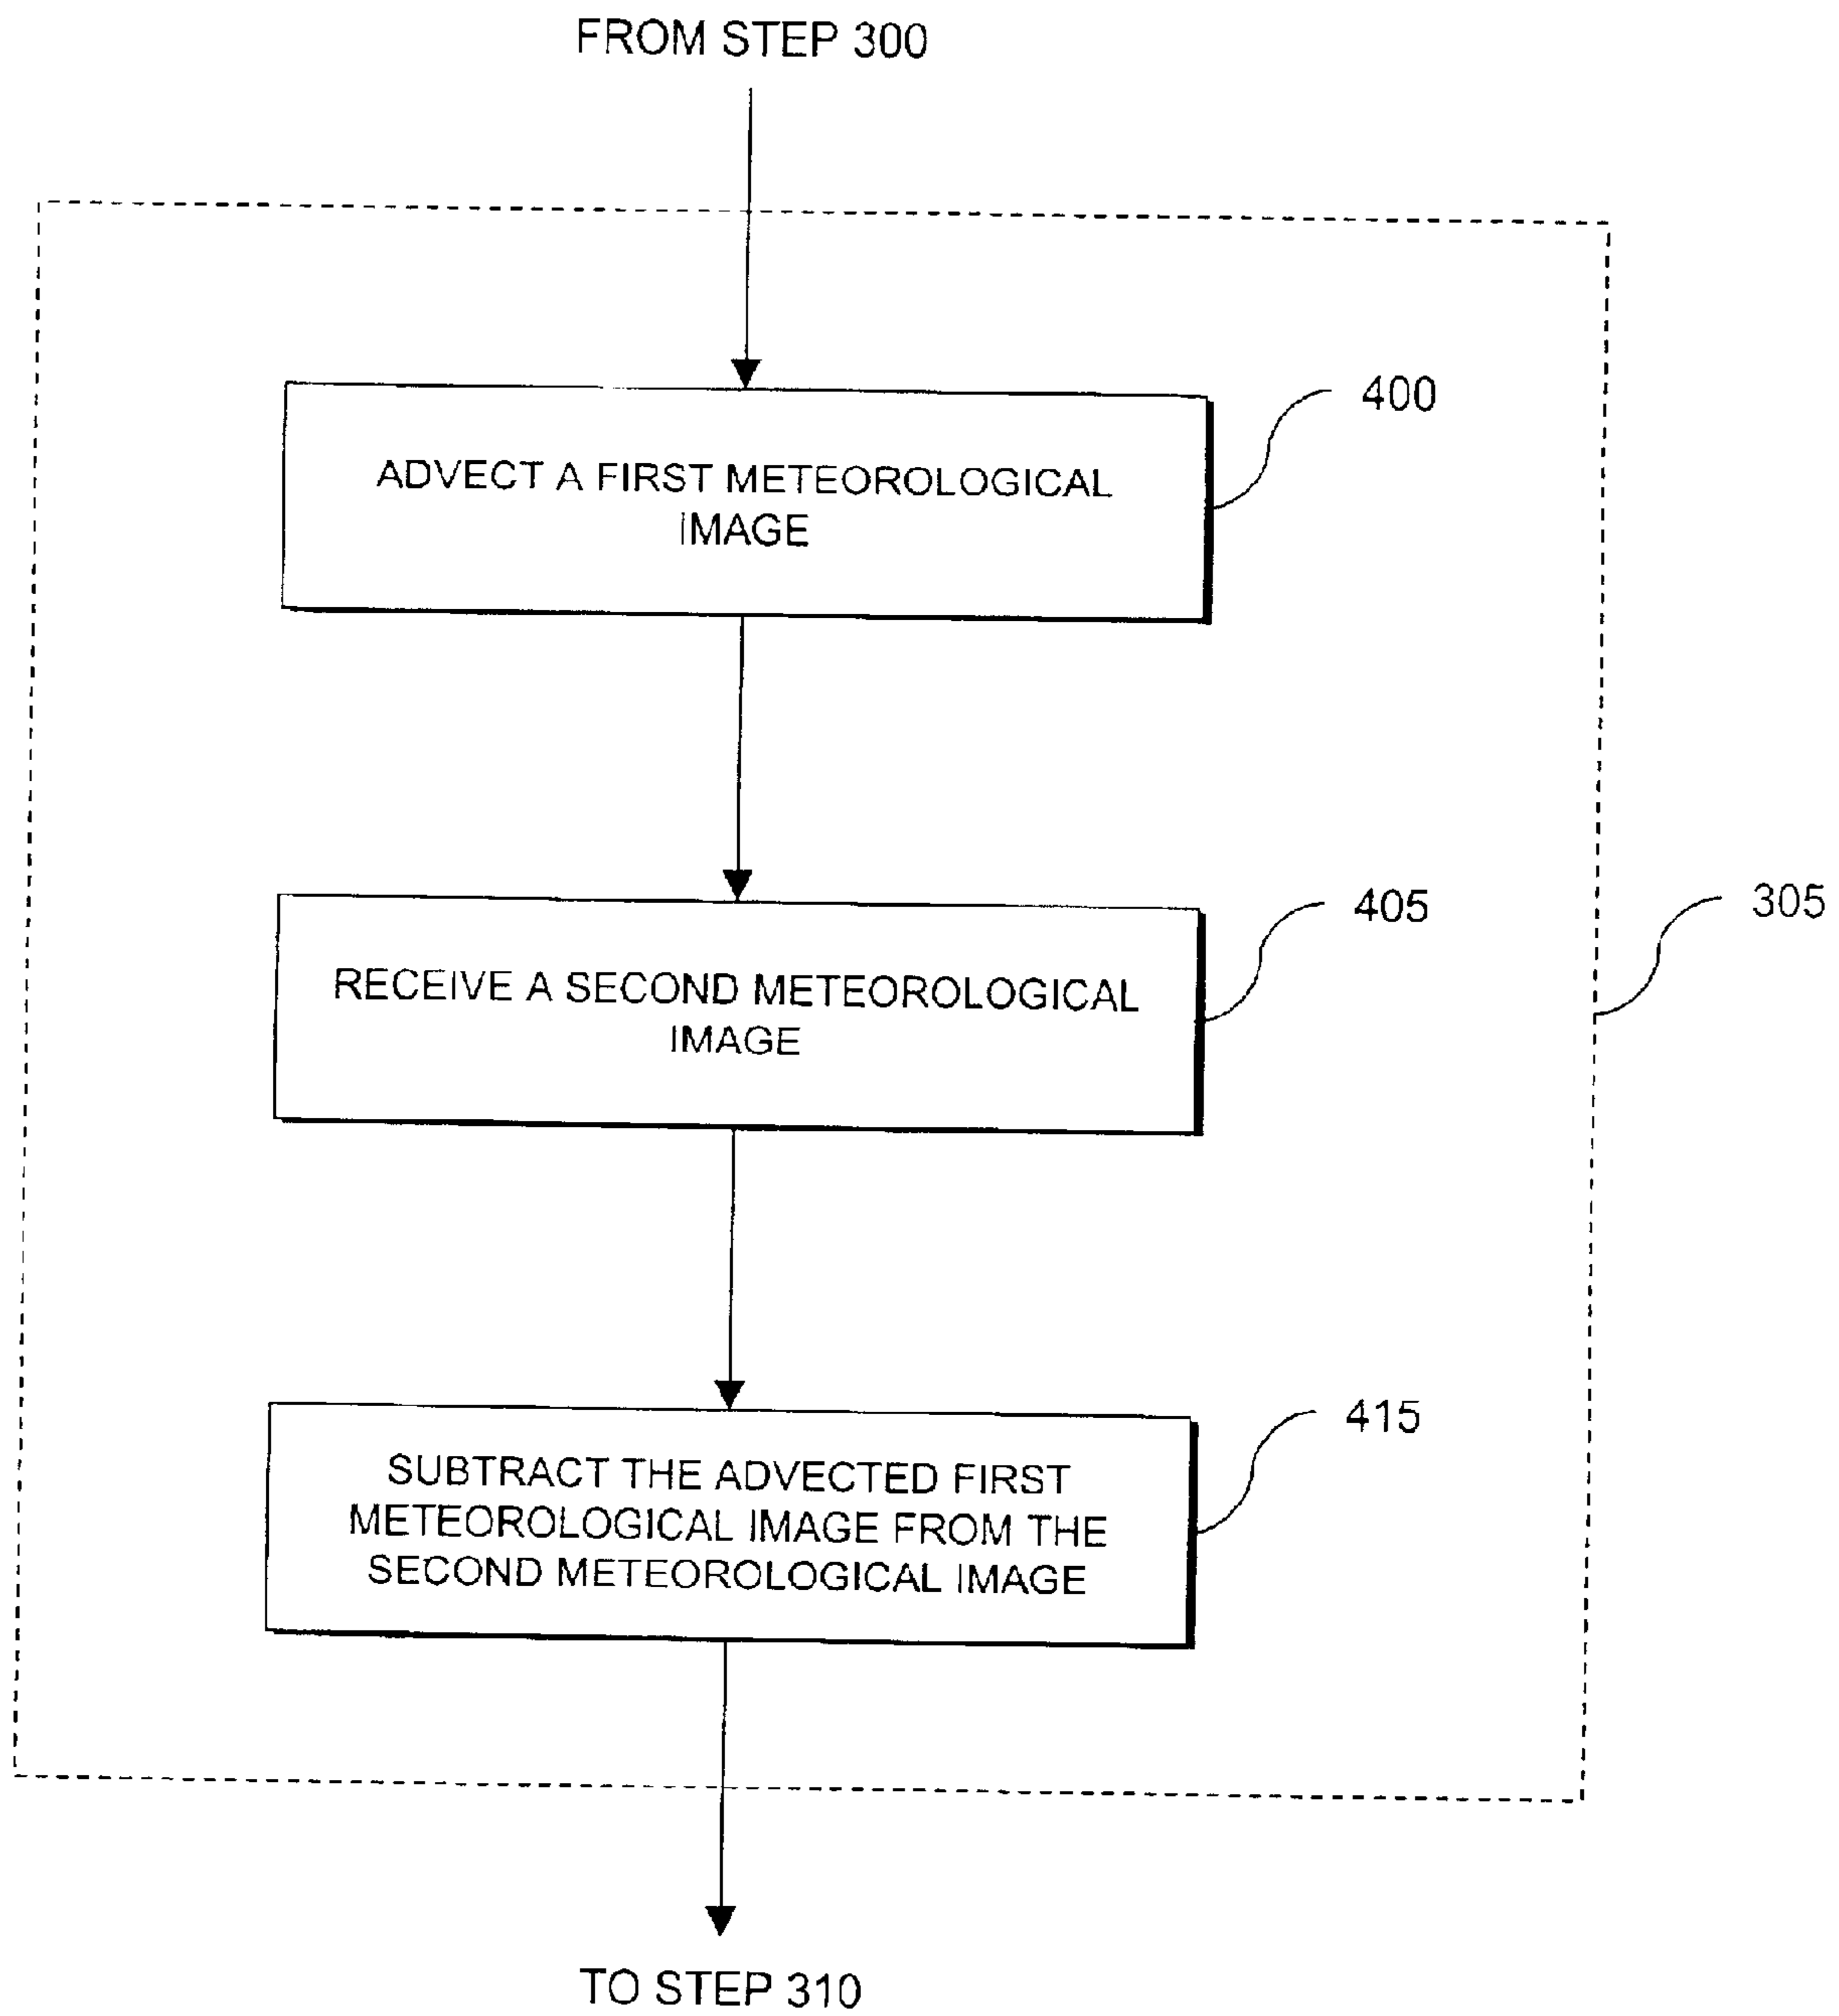 FROM STEP 300
400
ADVECT A FIRST METEOROLOGICAL
IMAGE
405
305
RECEIVE A SECOND METEOROLOGICAL
IMAGE
415
SUBTRACT THE ADVECTED FIRST
METEOROLOGICAL IMAGE FROM THE
SECOND METEOROLOGICAL IMAGE
TO STEP 310